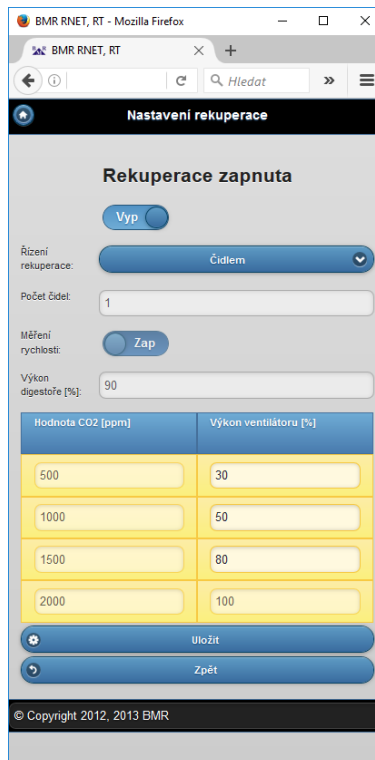 BMR RNET, RT - Mozilla Firefox
BMR RNET, RT
Hledat
Nastavení rekuperace
Rekuperace zapnuta
Vyp
Řízení
rekuperace:
Čidlem
Počet čidel:
1
Měření
rychlosti:
Zap
Výkon
digestoře [%]:
90
Hodnota CO2 [ppm] Výkon ventilátoru [%]
500 30
1000 50
1500 80
2000 100
Uložit
Zpět
© Copyright 2012, 2013 BMR